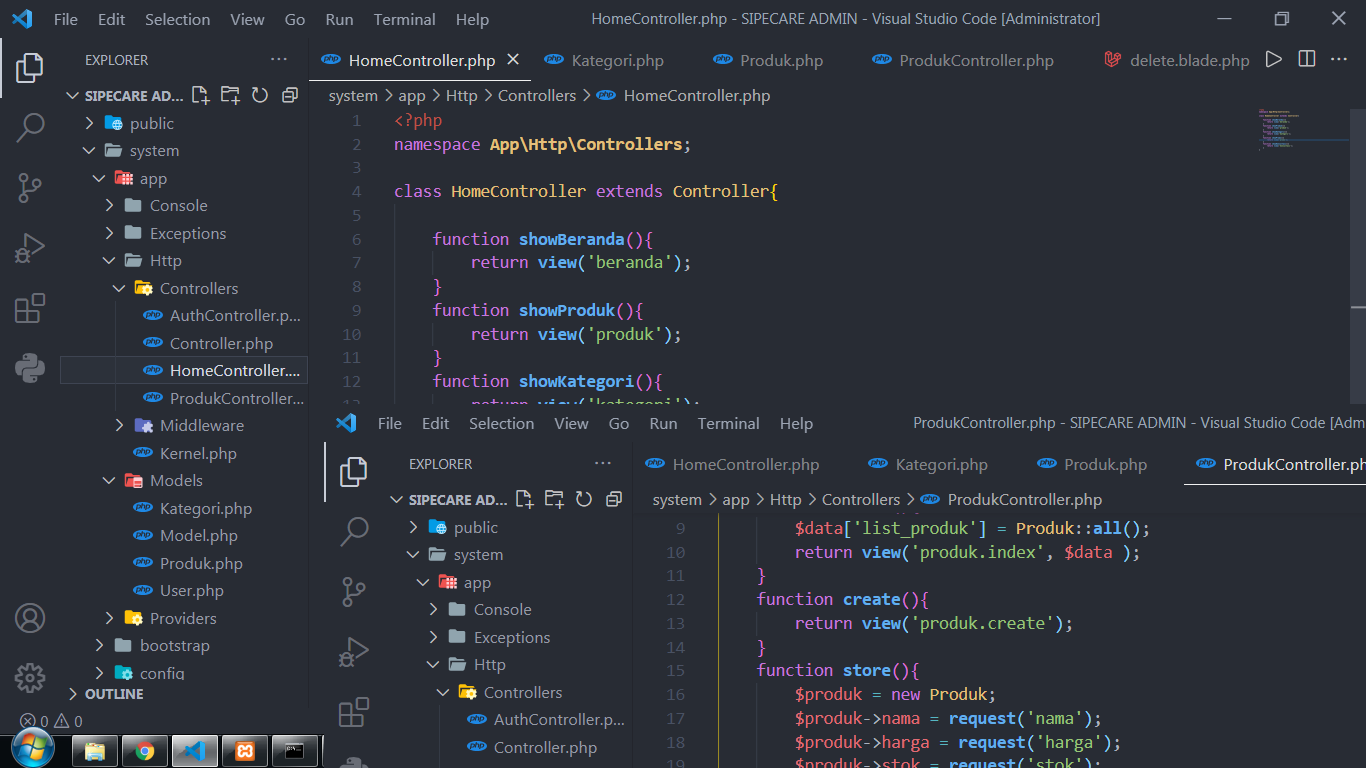 File Edit Selection View Go Run Terminal Help HomeController.php - SIPECARE ADMIN - Visual Studio Code [Administrator]
EXPLORER ...
HomeController.php Kategori.php Produk.php ProdukController.php delete.blade.php ...
SIPECARE AD...
system > app > Http > Controllers > HomeController.php
public
system
app
Console
Exceptions
Http
Controllers
AuthController.p...
Controller.php
HomeController....
ProdukController...
Middleware
Kernel.php
Models
Kategori.php
Model.php
Produk.php
User.php
Providers
bootstrap
config
OUTLINE
0 0
1 <?php
2 namespace App\Http\Controllers;
3
4 class HomeController extends Controller{
5
6 function showBeranda(){
7 return view('beranda');
8 }
9 function showProduk(){
10 return view('produk');
11 }
12 function showKategori(){
13 return view('kategori');
File Edit Selection View Go Run Terminal Help ProdukController.php - SIPECARE ADMIN - Visual Studio Code [Adm
EXPLORER ...
HomeController.php Kategori.php Produk.php ProdukController.ph
SIPECARE AD...
system > app > Http > Controllers > ProdukController.php
public
system
app
Console
Exceptions
Http
Controllers
AuthController.p...
Controller.php
9 $data['list_produk'] = Produk::all();
10 return view('produk.index', $data );
11 }
12 function create(){
13 return view('produk.create');
14 }
15 function store(){
16 $produk = new Produk;
17 $produk->nama = request('nama');
18 $produk->harga = request('harga');
19 $produk->stok = request('stok');